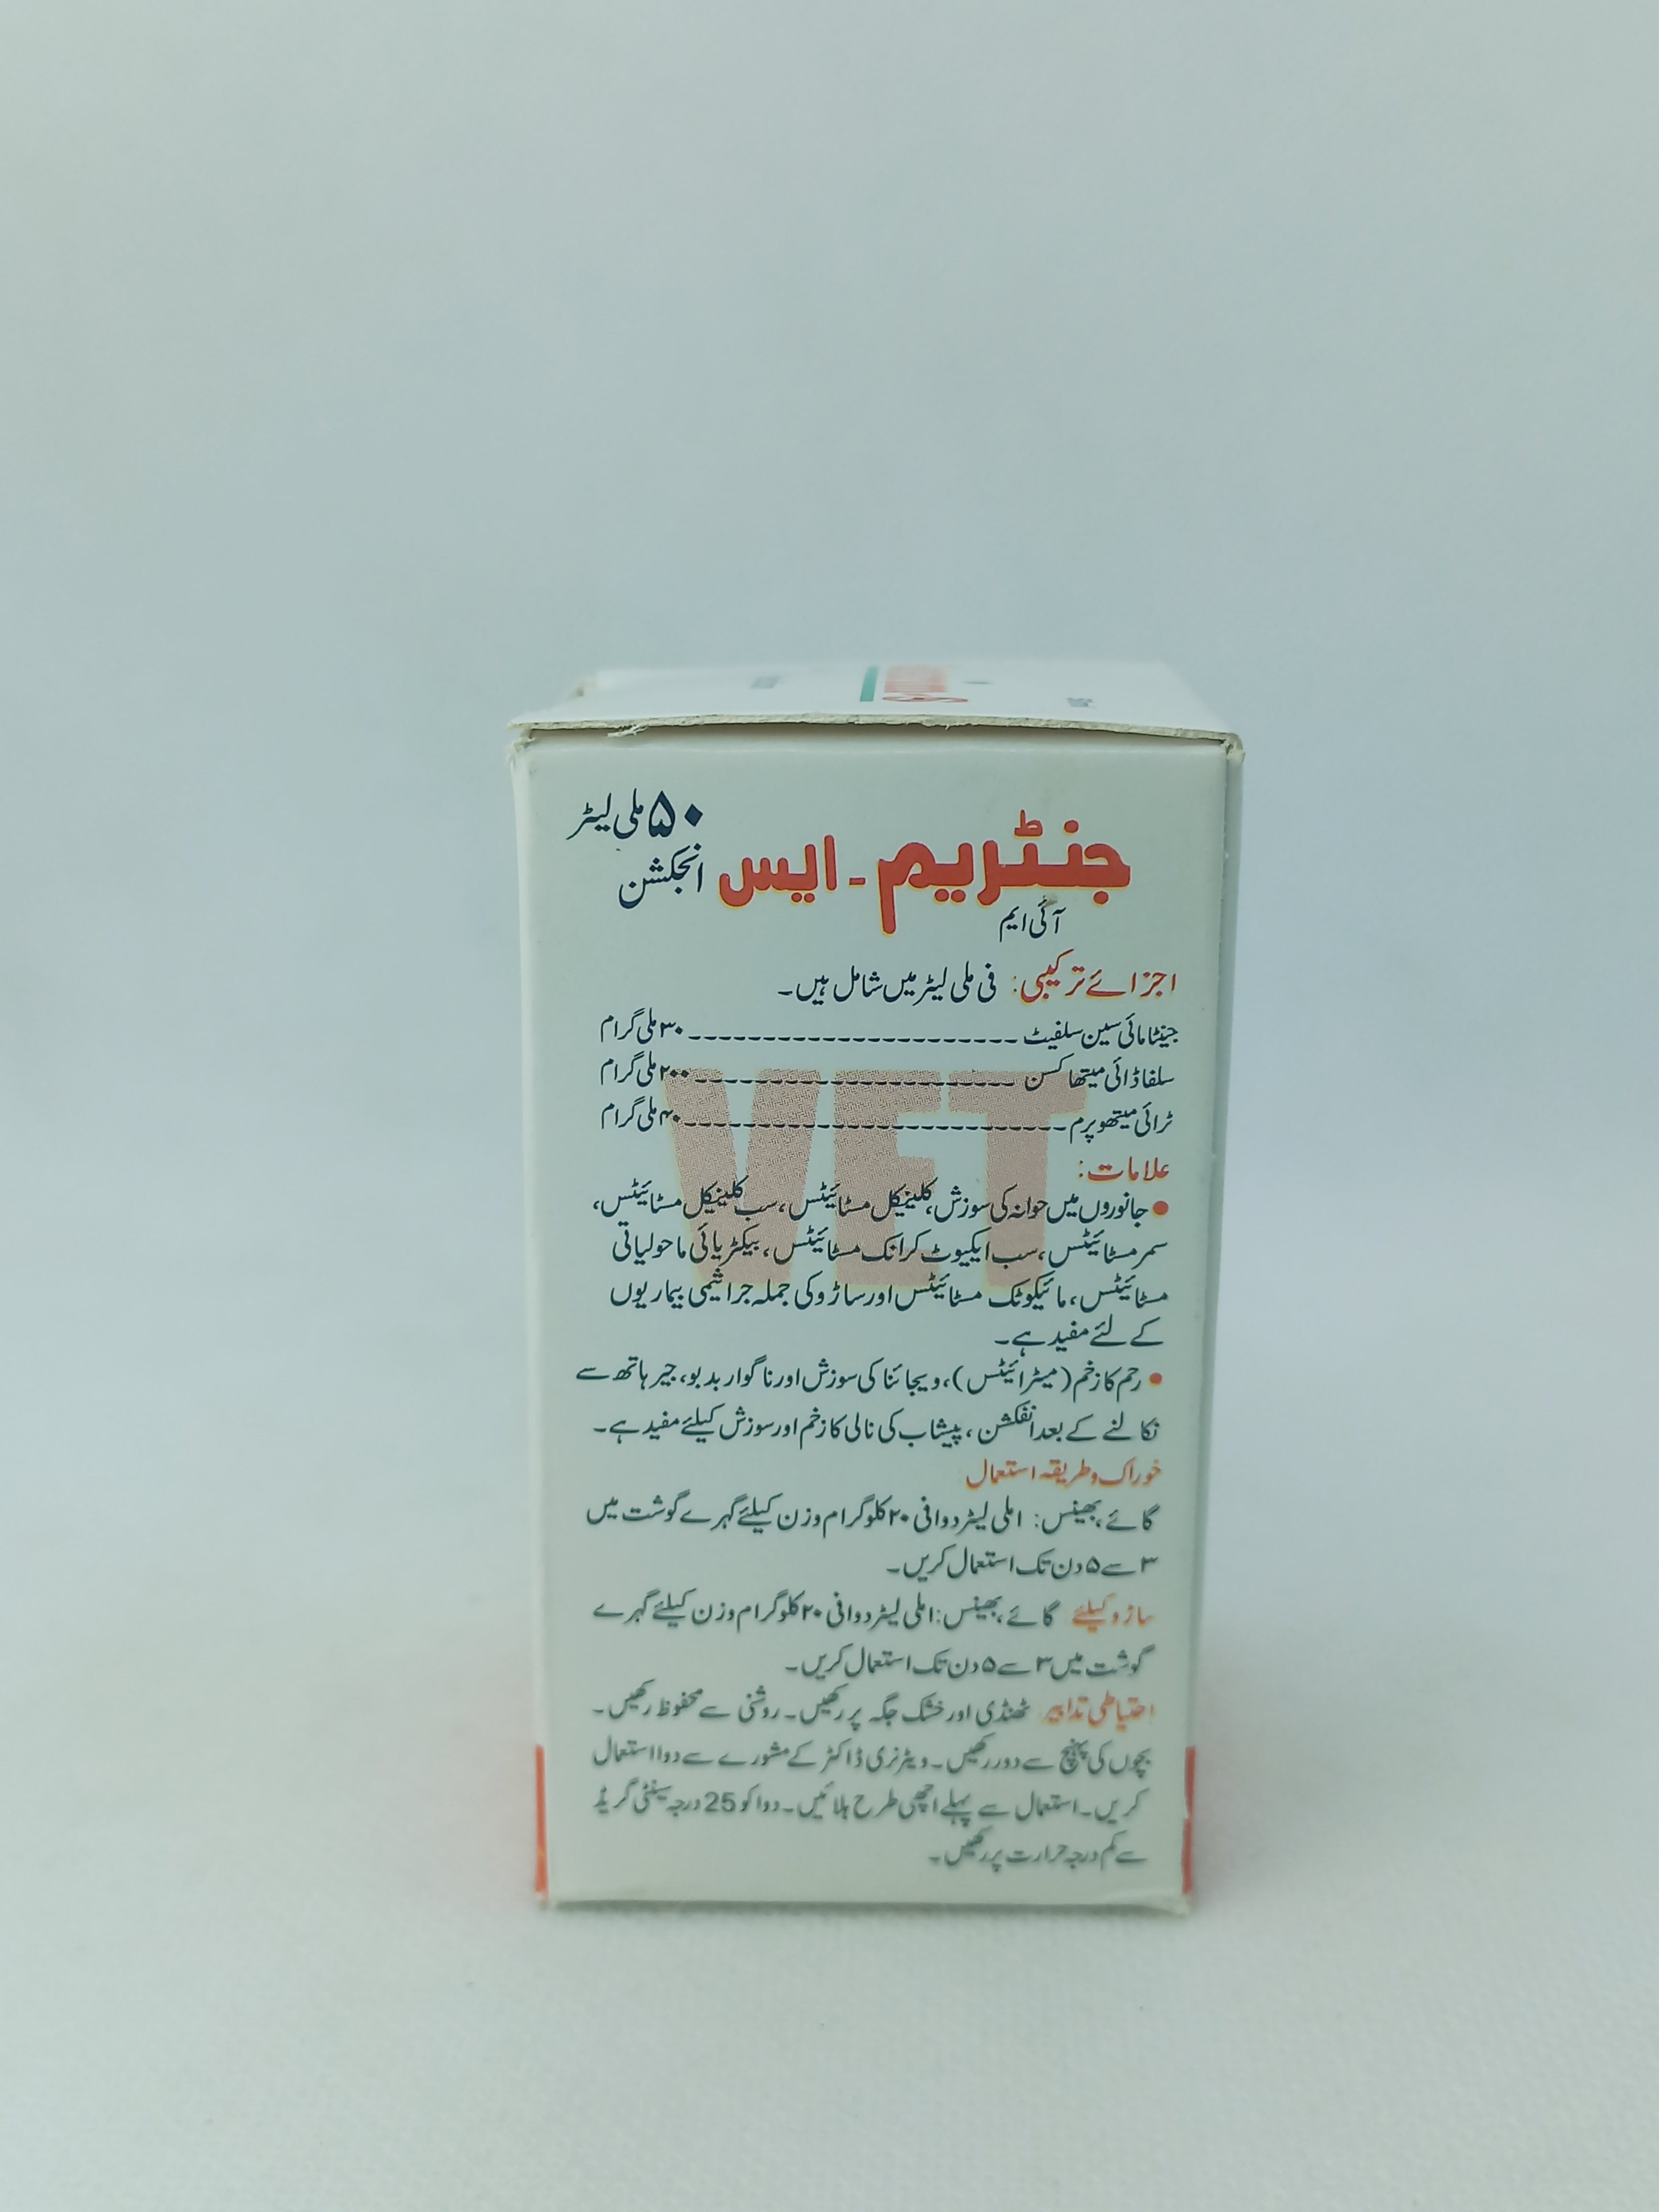 ۵۰ ملی لیٹر
جنٹریم - ایس انجکشن
آئی ایم
اجزائے ترکیبی: فی ملی لیٹر میں شامل ہیں۔
جینٹامائی سین سلفیٹ ---------------------- ۳۰ ملی گرام
سلفاڈائی میتھاکسن ---------------------- ۲۰۰ ملی گرام
ٹرائی میتھوپرم -------------------------- ۴۰ ملی گرام
VET
علامات:
● جانوروں میں حوانہ کی سوزش، کلینیکل مسٹائیٹس، سب کلینیکل مسٹائیٹس،
سمر مسٹائیٹس، سب ایکیوٹ کرانک مسٹائیٹس، بیکٹریائی ماحولیاتی
مسٹائیٹس، مائیکوٹک مسٹائیٹس اور ساڑو کی جملہ جراثیمی بیماریوں
کے لئے مفید ہے۔
● رحم کا زخم (میٹرائیٹس)، ویجائنا کی سوزش اور ناگوار بدبو، جیر ہاتھ سے
نکالنے کے بعد انفکشن، پیشاب کی نالی کا زخم اور سوزش کیلئے مفید ہے۔
خوراک و طریقہ استعمال
گائے، بھینس: ۱ ملی لیٹر دوا فی ۲۰ کلوگرام وزن کیلئے گہرے گوشت میں
۳ سے ۵ دن تک استعمال کریں۔
ساڑو کیلئے گائے، بھینس: ۱ ملی لیٹر دوا فی ۲۰ کلوگرام وزن کیلئے گہرے
گوشت میں ۳ سے ۵ دن تک استعمال کریں۔
احتیاطی تدابیر ٹھنڈی اور خشک جگہ پر رکھیں۔ روشنی سے محفوظ رکھیں۔
بچوں کی پہنچ سے دور رکھیں۔ ویٹرنری ڈاکٹر کے مشورے سے دوا استعمال
کریں۔ استعمال سے پہلے اچھی طرح ہلائیں۔ دوا کو 25 درجہ سینٹی گریڈ
سے کم درجہ حرارت پر رکھیں۔